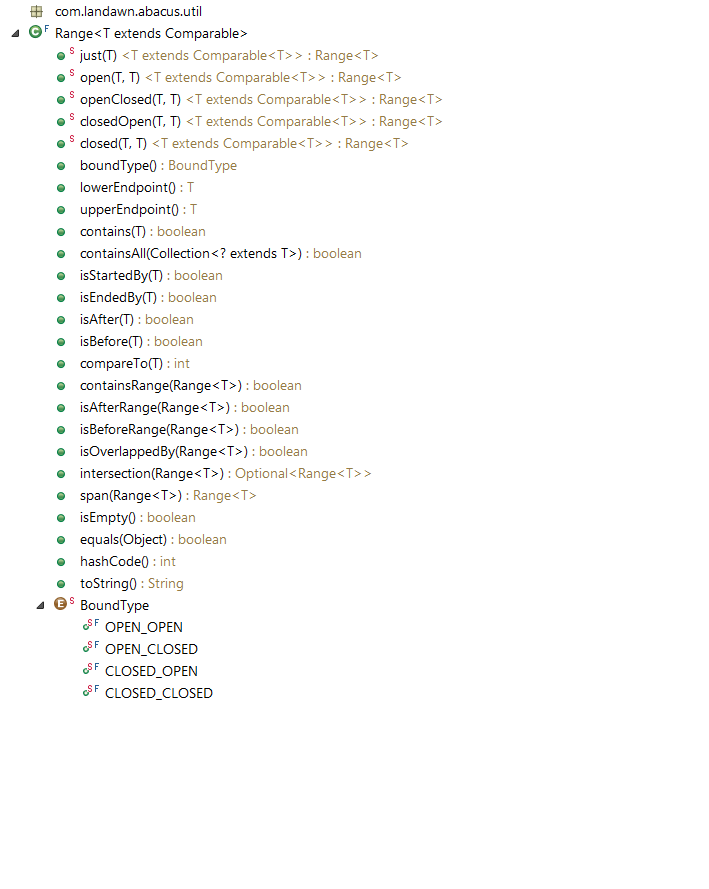 com.landawn.abacus.util
C F Range<T extends Comparable>
S just(T) <T extends Comparable<T>> : Range<T>
S open(T, T) <T extends Comparable<T>> : Range<T>
S openClosed(T, T) <T extends Comparable<T>> : Range<T>
S closedOpen(T, T) <T extends Comparable<T>> : Range<T>
S closed(T, T) <T extends Comparable<T>> : Range<T>
boundType() : BoundType
lowerEndpoint() : T
upperEndpoint() : T
contains(T) : boolean
containsAll(Collection<? extends T>) : boolean
isStartedBy(T) : boolean
isEndedBy(T) : boolean
isAfter(T) : boolean
isBefore(T) : boolean
compareTo(T) : int
containsRange(Range<T>) : boolean
isAfterRange(Range<T>) : boolean
isBeforeRange(Range<T>) : boolean
isOverlappedBy(Range<T>) : boolean
intersection(Range<T>) : Optional<Range<T>>
span(Range<T>) : Range<T>
isEmpty() : boolean
equals(Object) : boolean
hashCode() : int
toString() : String
E S BoundType
S F OPEN_OPEN
S F OPEN_CLOSED
S F CLOSED_OPEN
S F CLOSED_CLOSED